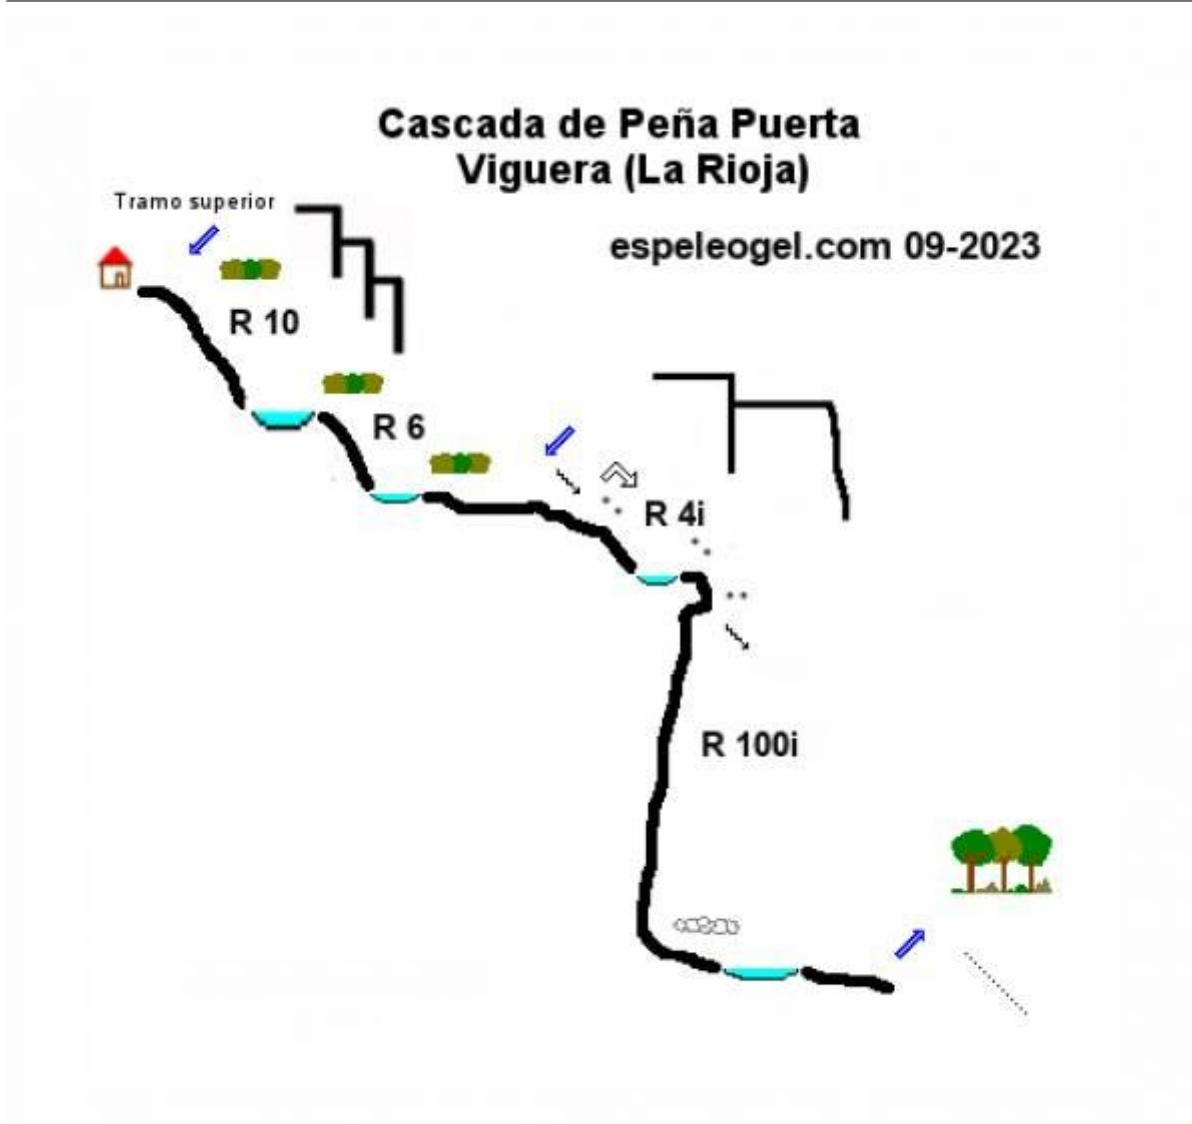 Cascada de Peña Puerta
Viguera (La Rioja)
Tramo superior
espeleogel.com 09-2023
R 10
R 6
R 4i
R 100i